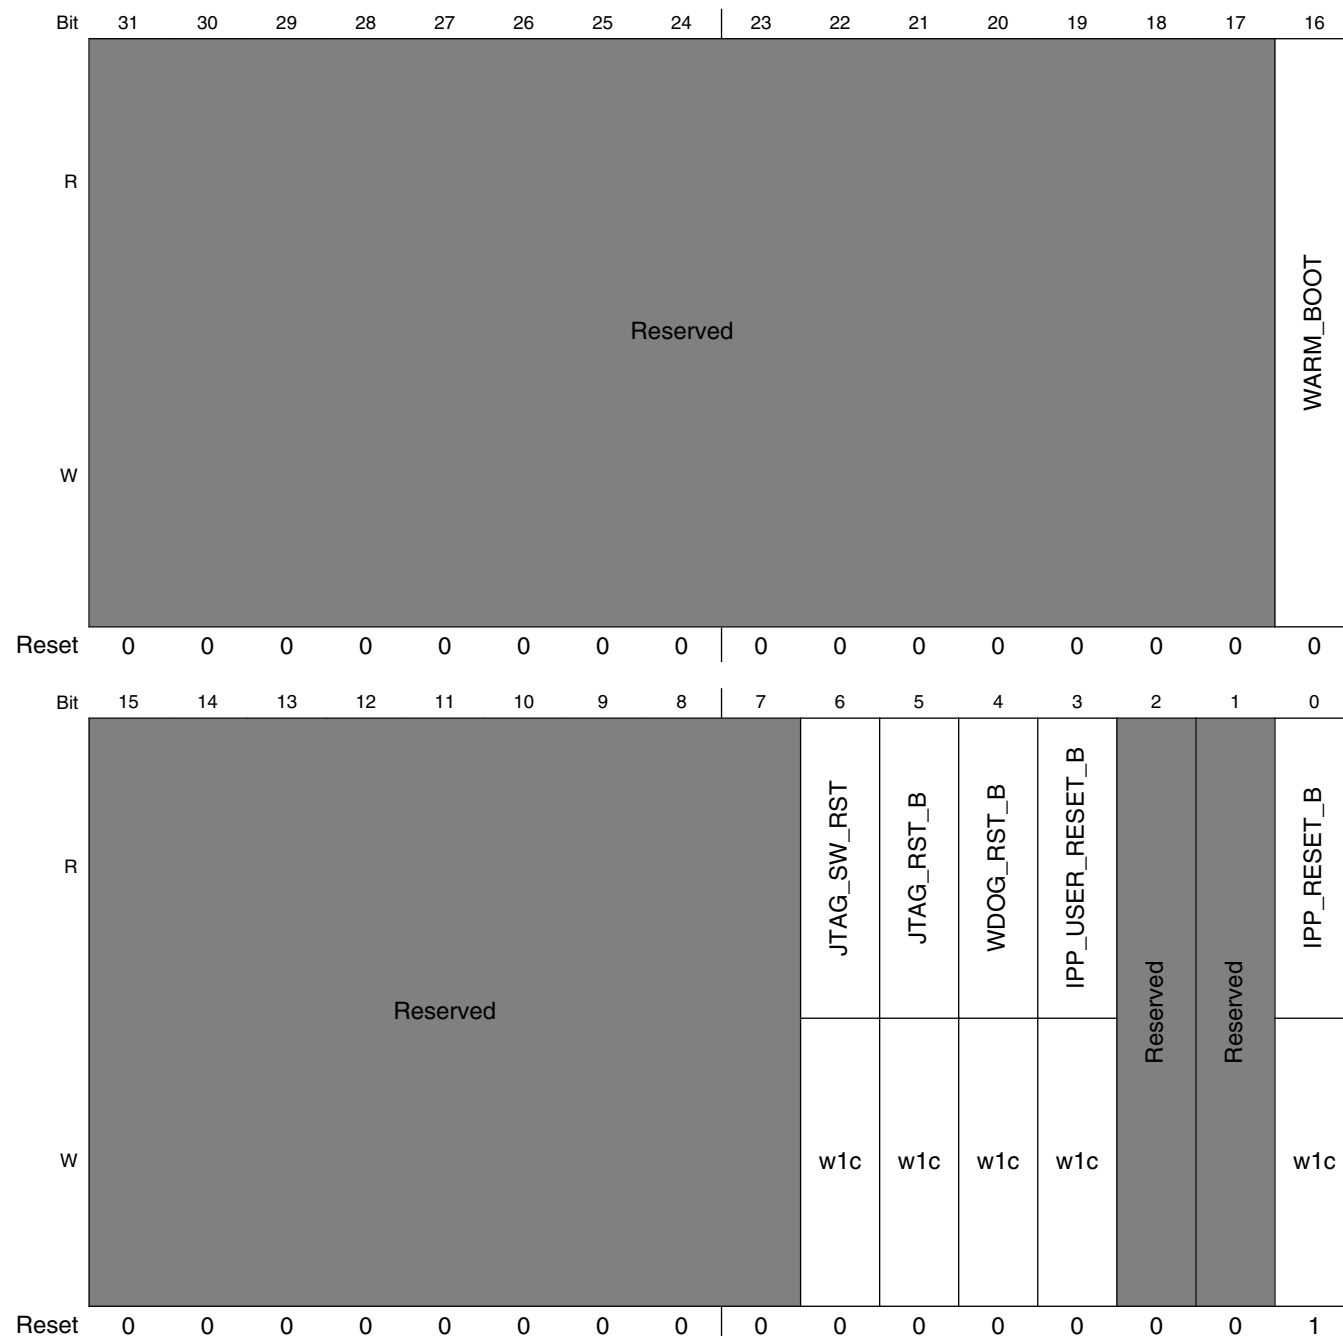 Bit 31 30 29 28 27 26 25 24 23 22 21 20 19 18 17 16
R
Reserved
WARM_BOOT
W
Reset 0 0 0 0 0 0 0 0 0 0 0 0 0 0 0 0
Bit 15 14 13 12 11 10 9 8 7 6 5 4 3 2 1 0
R
JTAG_SW_RST
JTAG_RST_B
WDOG_RST_B
IPP_USER_RESET_B
IPP_RESET_B
Reserved
Reserved
Reserved
W
w1c w1c w1c w1c w1c
Reset 0 0 0 0 0 0 0 0 0 0 0 0 0 0 0 1